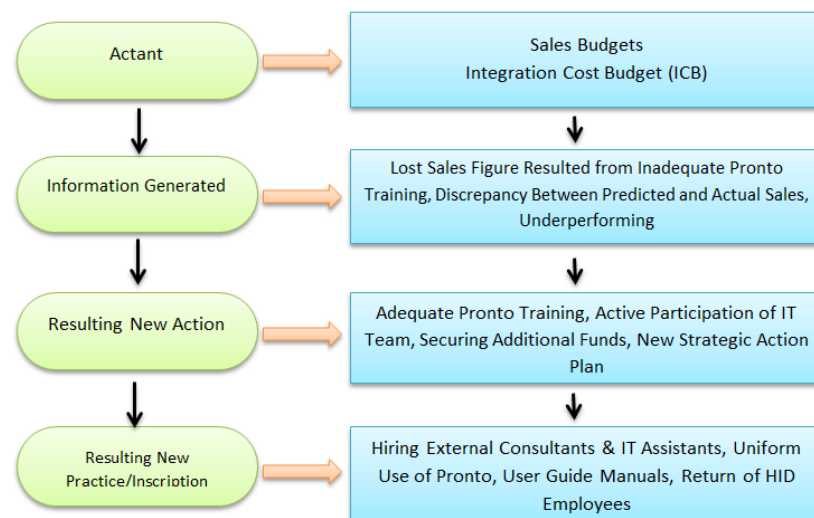 Actant
Sales Budgets
Integration Cost Budget (ICB)
Information Generated
Lost Sales Figure Resulted from Inadequate Pronto
Training, Discrepancy Between Predicted and Actual Sales,
Underperforming
Resulting New Action
Adequate Pronto Training, Active Participation of IT
Team, Securing Additional Funds, New Strategic Action
Plan
Resulting New
Practice/Inscription
Hiring External Consultants & IT Assistants, Uniform
Use of Pronto, User Guide Manuals, Return of HID
Employees